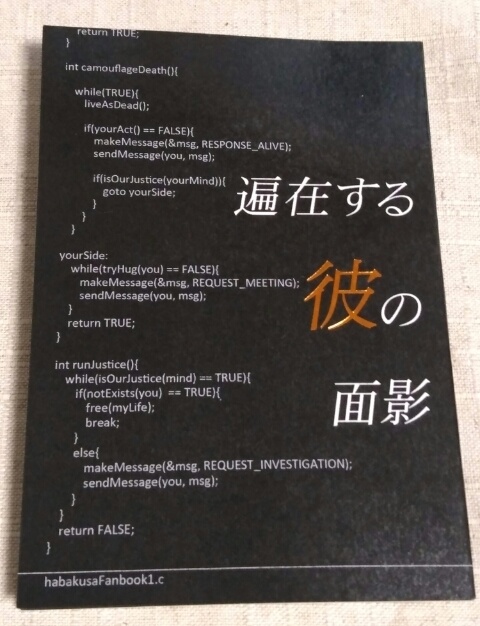 return TRUE;
}
int camouflageDeath(){
while(TRUE){
liveAsDead();
if(yourAct() == FALSE){
makeMessage(&msg, RESPONSE_ALIVE);
sendMessage(you, msg);
if(isOurJustice(yourMind)){
goto yourSide;
}
}
}
yourSide:
while(tryHug(you) == FALSE){
makeMessage(&msg, REQUEST_MEETING);
sendMessage(you, msg);
}
return TRUE;
}
int runJustice(){
while(isOurJustice(mind) == TRUE){
if(notExists(you) == TRUE){
free(myLife);
break;
}
else{
makeMessage(&msg, REQUEST_INVESTIGATION);
sendMessage(you, msg);
}
}
return FALSE;
}
遍在する
彼の
面影
habakusaFanbook1.c